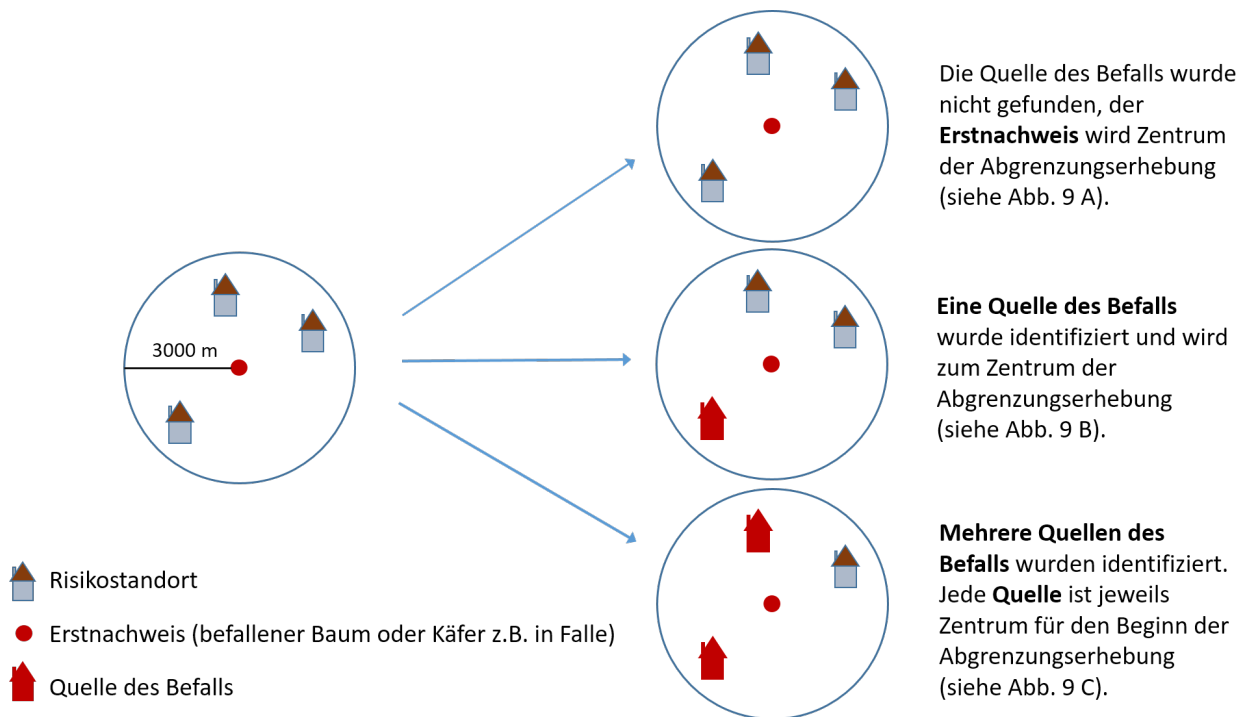 Die Quelle des Befalls wurde
nicht gefunden, der
Erstnachweis wird Zentrum
der Abgrenzungserhebung
(siehe Abb. 9 A).
3000 m
Eine Quelle des Befalls
wurde identifiziert und wird
zum Zentrum der
Abgrenzungserhebung
(siehe Abb. 9 B).
Mehrere Quellen des
Befalls wurden identifiziert.
Jede Quelle ist jeweils
Zentrum für den Beginn der
Abgrenzungserhebung
(siehe Abb. 9 C).
Risikostandort
Erstnachweis (befallener Baum oder Käfer z.B. in Falle)
Quelle des Befalls